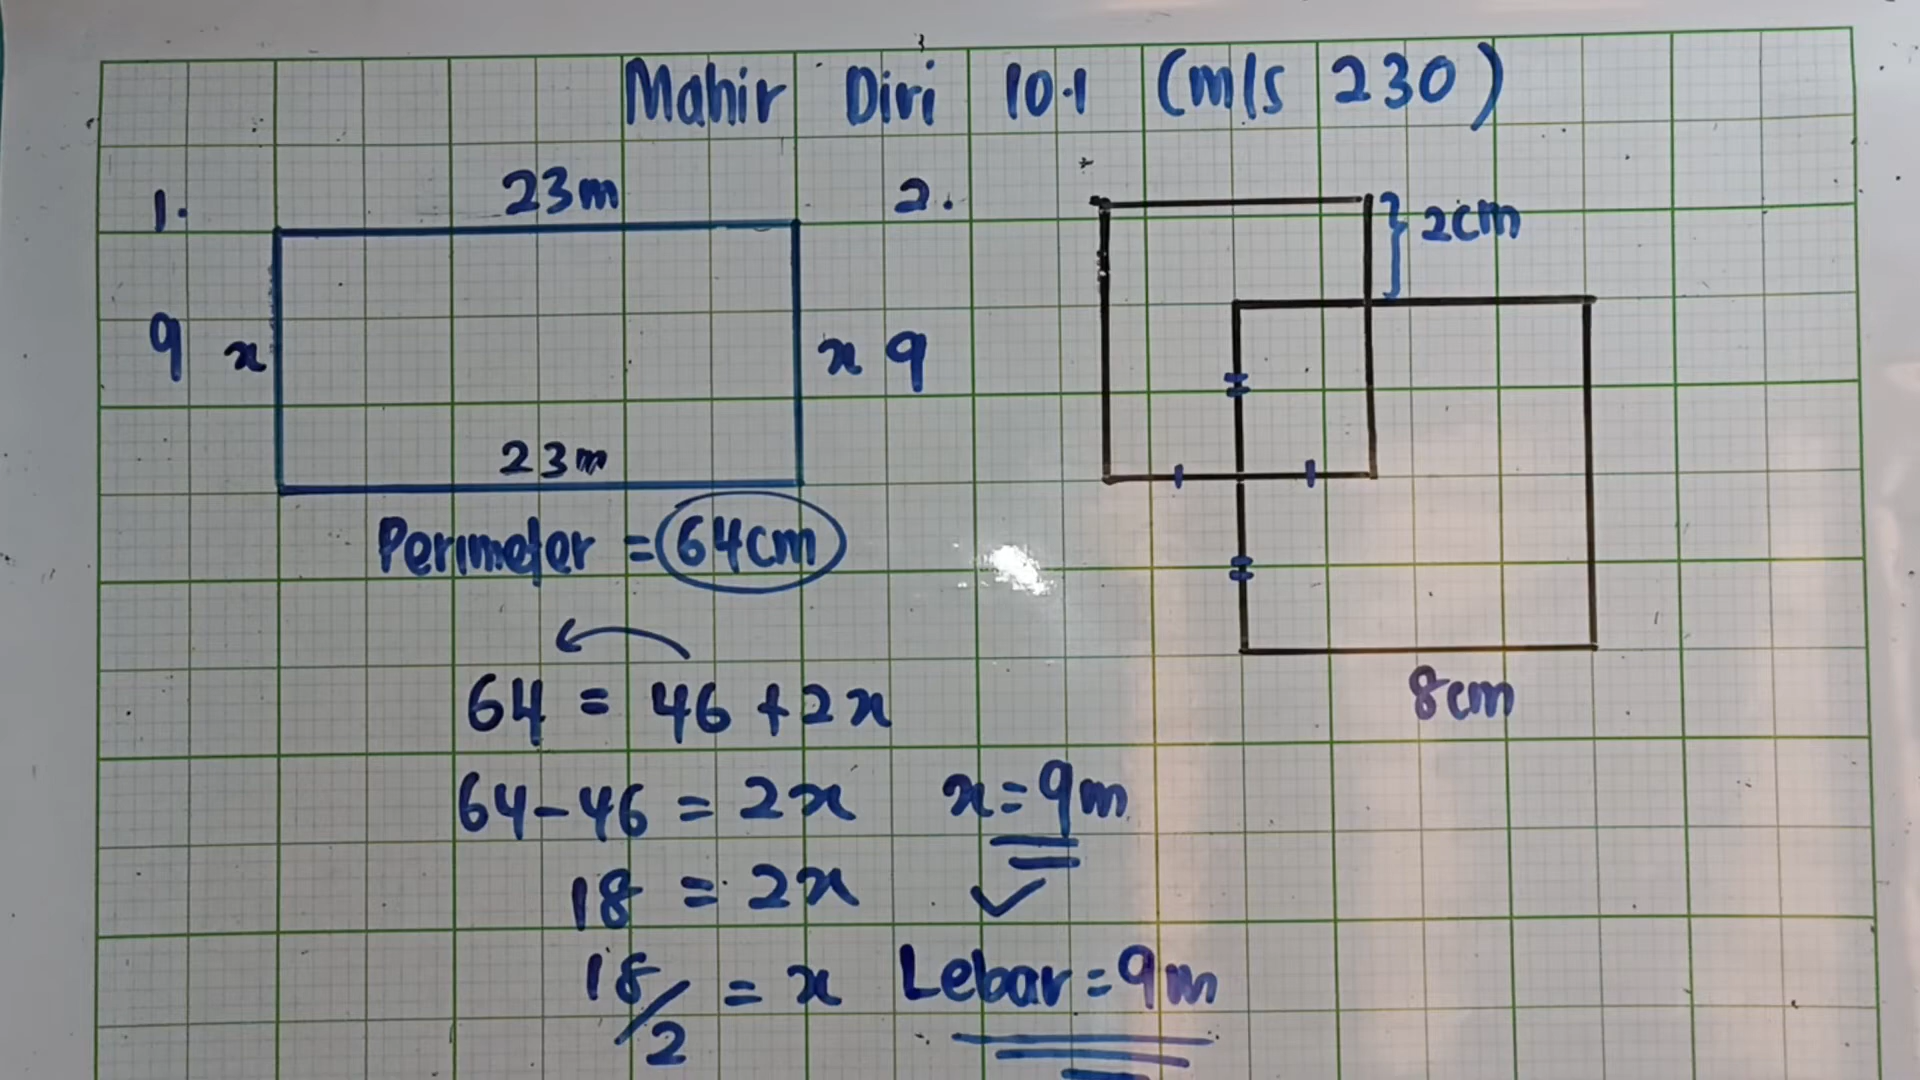 Mahir Diri 10.1 (m/s 230)
1.
23m
9 x
x 9
23m
Perimeter = 64cm
64 = 46 + 2x
64-46 = 2x
18 = 2x
18/2 = x
x = 9m
Lebar = 9m
2.
2cm
8cm